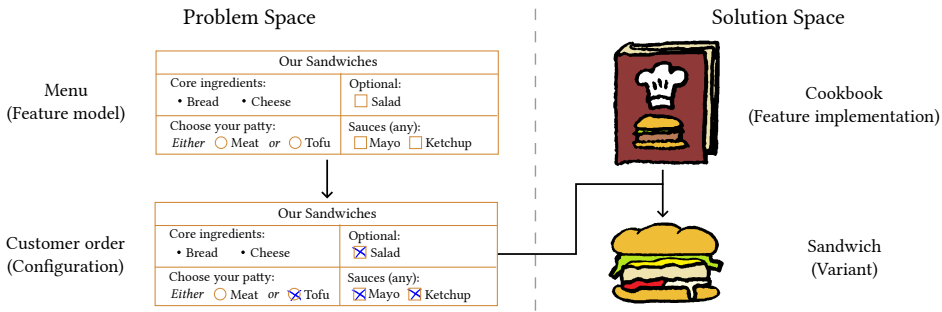 Problem Space
Solution Space
Menu
(Feature model)
Our Sandwiches
Core ingredients:
• Bread • Cheese
Optional:
Salad
Choose your patty:
Either Meat or Tofu
Sauces (any):
Mayo Ketchup
Cookbook
(Feature implementation)
Customer order
(Configuration)
Our Sandwiches
Core ingredients:
• Bread • Cheese
Optional:
Salad
Choose your patty:
Either Meat or Tofu
Sauces (any):
Mayo Ketchup
Sandwich
(Variant)